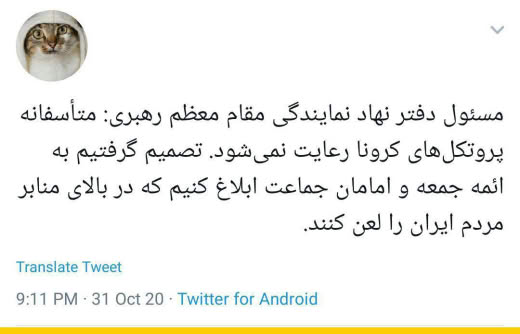 مسئول دفتر نهاد نمایندگی مقام معظم رهبری: متأسفانه
پروتکل‌های کرونا رعایت نمی‌شود. تصمیم گرفتیم به
ائمه جمعه و امامان جماعت ابلاغ کنیم که در بالای منابر
مردم ایران را لعن کنند.
Translate Tweet
9:11 PM · 31 Oct 20 · Twitter for Android